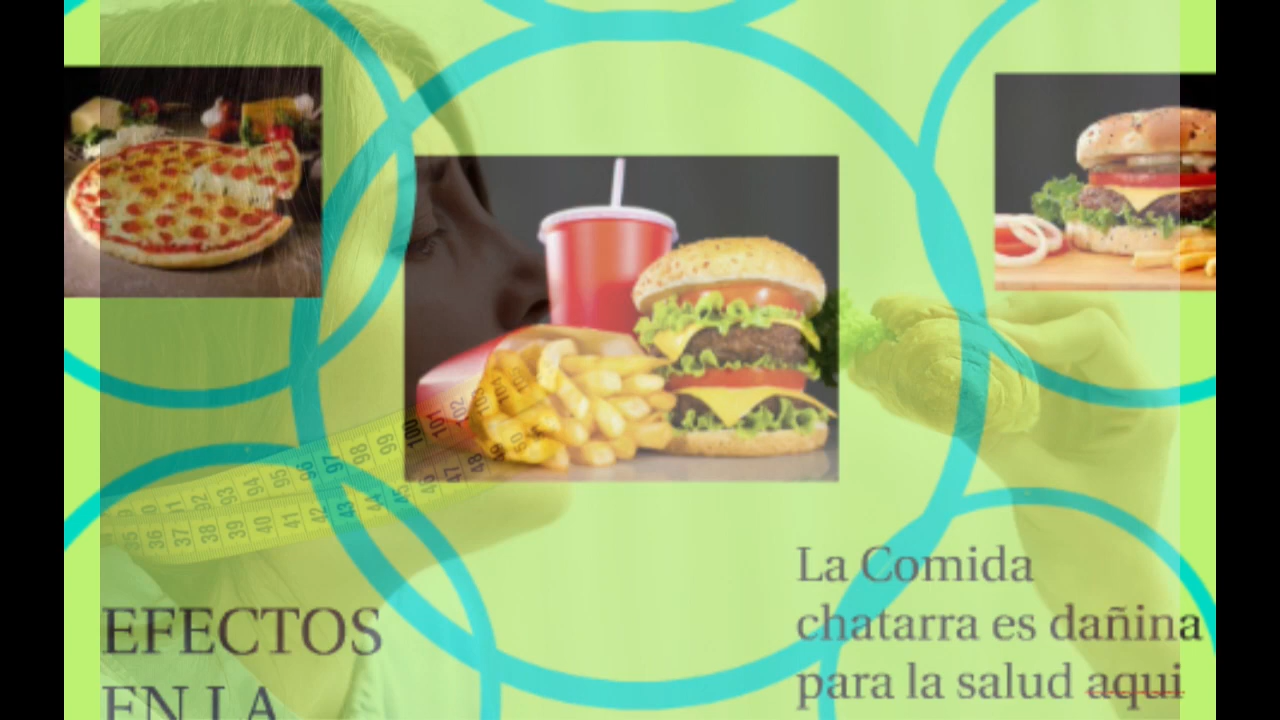 EFECTOS
EN LA
La Comida
chatarra es dañina
para la salud aqui